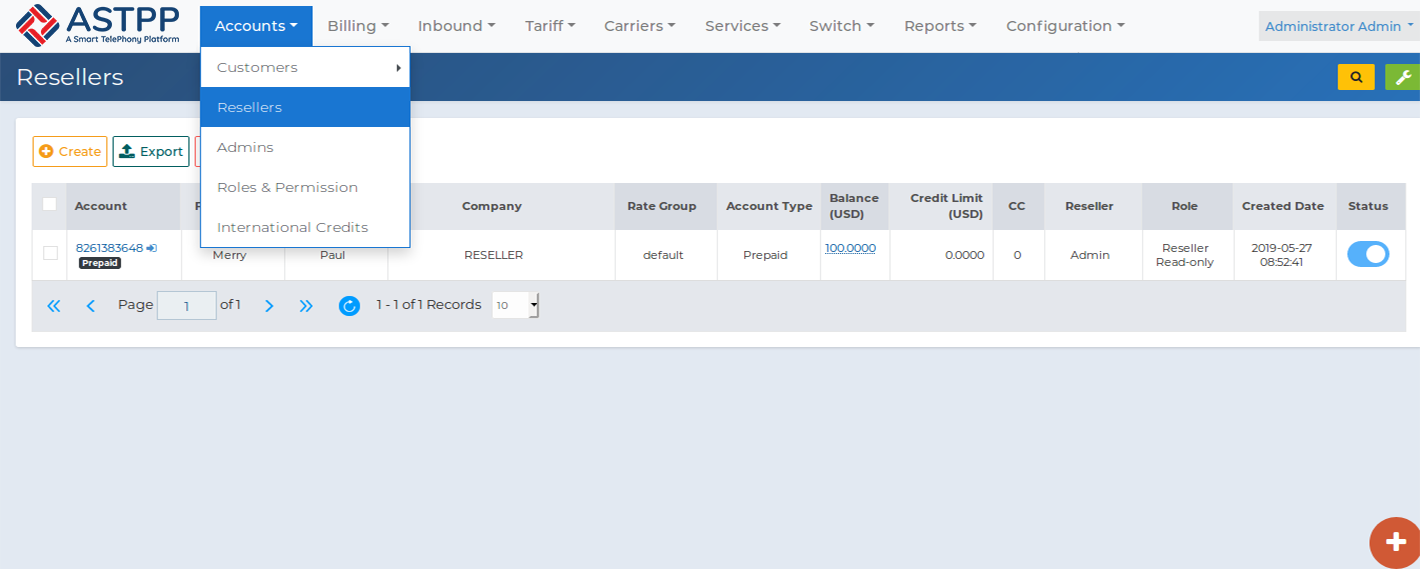 ASTPP
A Smart TelePhony Platform
Accounts Billing Inbound Tariff Carriers Services Switch Reports Configuration Administrator Admin
Resellers
Customers
Resellers
Admins
Roles & Permission
International Credits
Create Export
Account Company Rate Group Account Type Balance (USD) Credit Limit (USD) CC Reseller Role Created Date Status
8261383648 Merry Paul RESELLER default Prepaid 100.0000 0.0000 0 Admin Reseller Read-only 2019-05-27 08:52:41
Prepaid
Page 1 of 1 1 - 1 of 1 Records 10